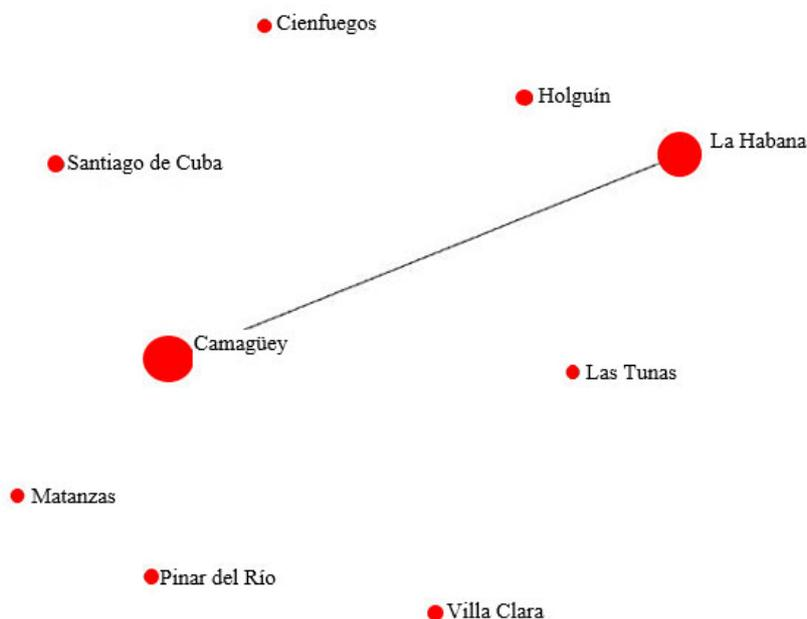 Cienfuegos
Holguín
La Habana
Santiago de Cuba
Camagüey
Las Tunas
Matanzas
Pinar del Río
Villa Clara